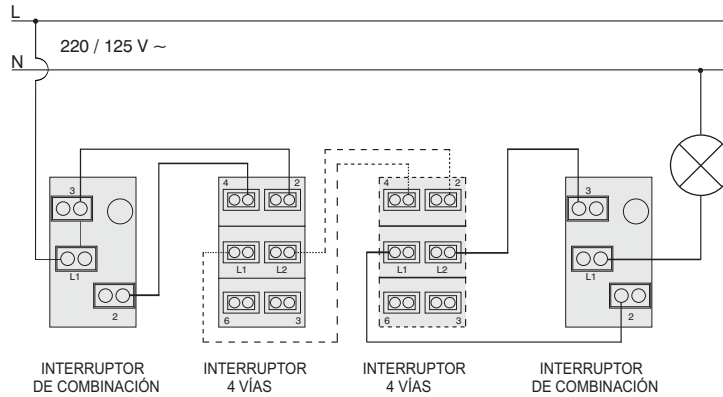 L
220 / 125 V ~
N
3
L1
2
4 2
L1 L2
6 3
4 2
L1 L2
6 3
3
L1
2
INTERRUPTOR
DE COMBINACIÓN
INTERRUPTOR
4 VÍAS
INTERRUPTOR
4 VÍAS
INTERRUPTOR
DE COMBINACIÓN